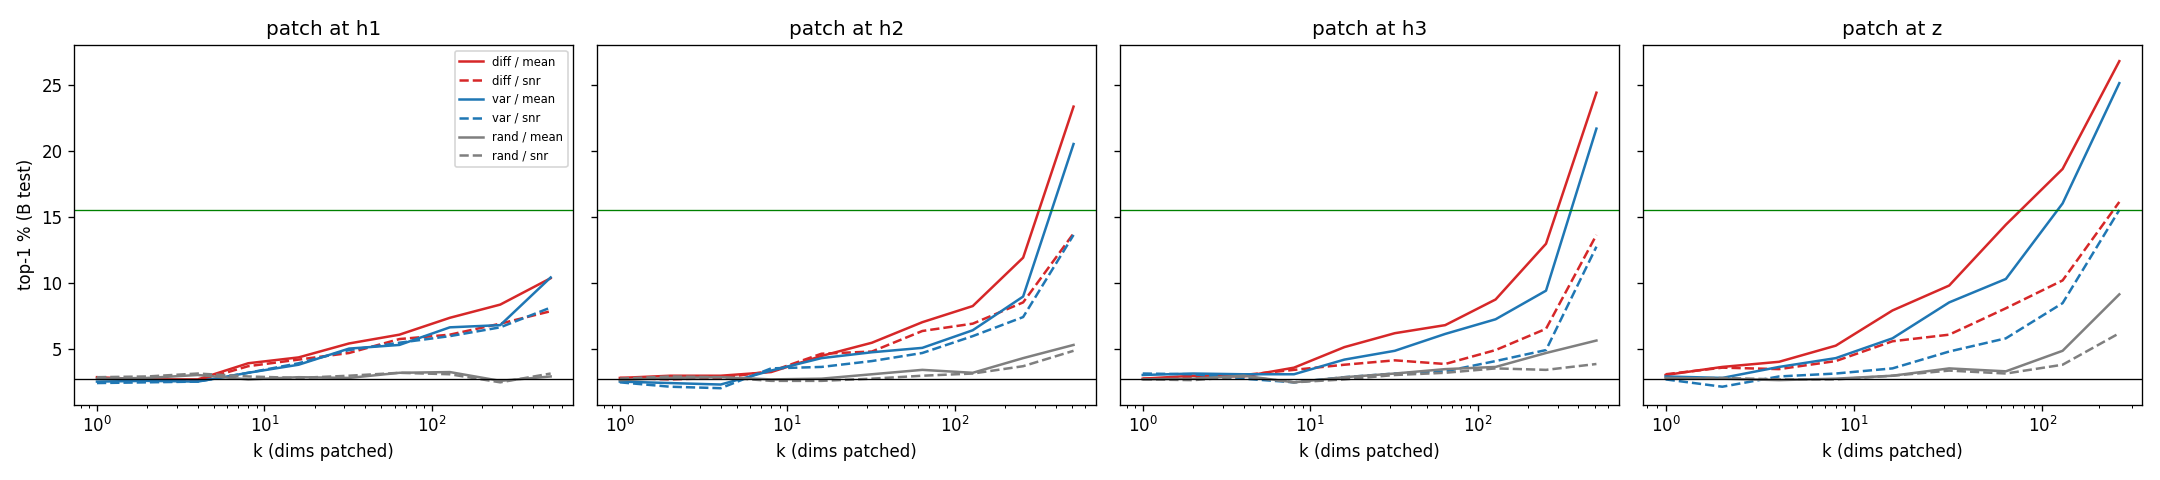 patch at h1
patch at h2
patch at h3
patch at z
diff / mean
diff / snr
var / mean
var / snr
rand / mean
rand / snr
top-1 % (B test)
25
20
15
10
5
10⁰
10¹
10²
10⁰
10¹
10²
10⁰
10¹
10²
10⁰
10¹
10²
k (dims patched)
k (dims patched)
k (dims patched)
k (dims patched)